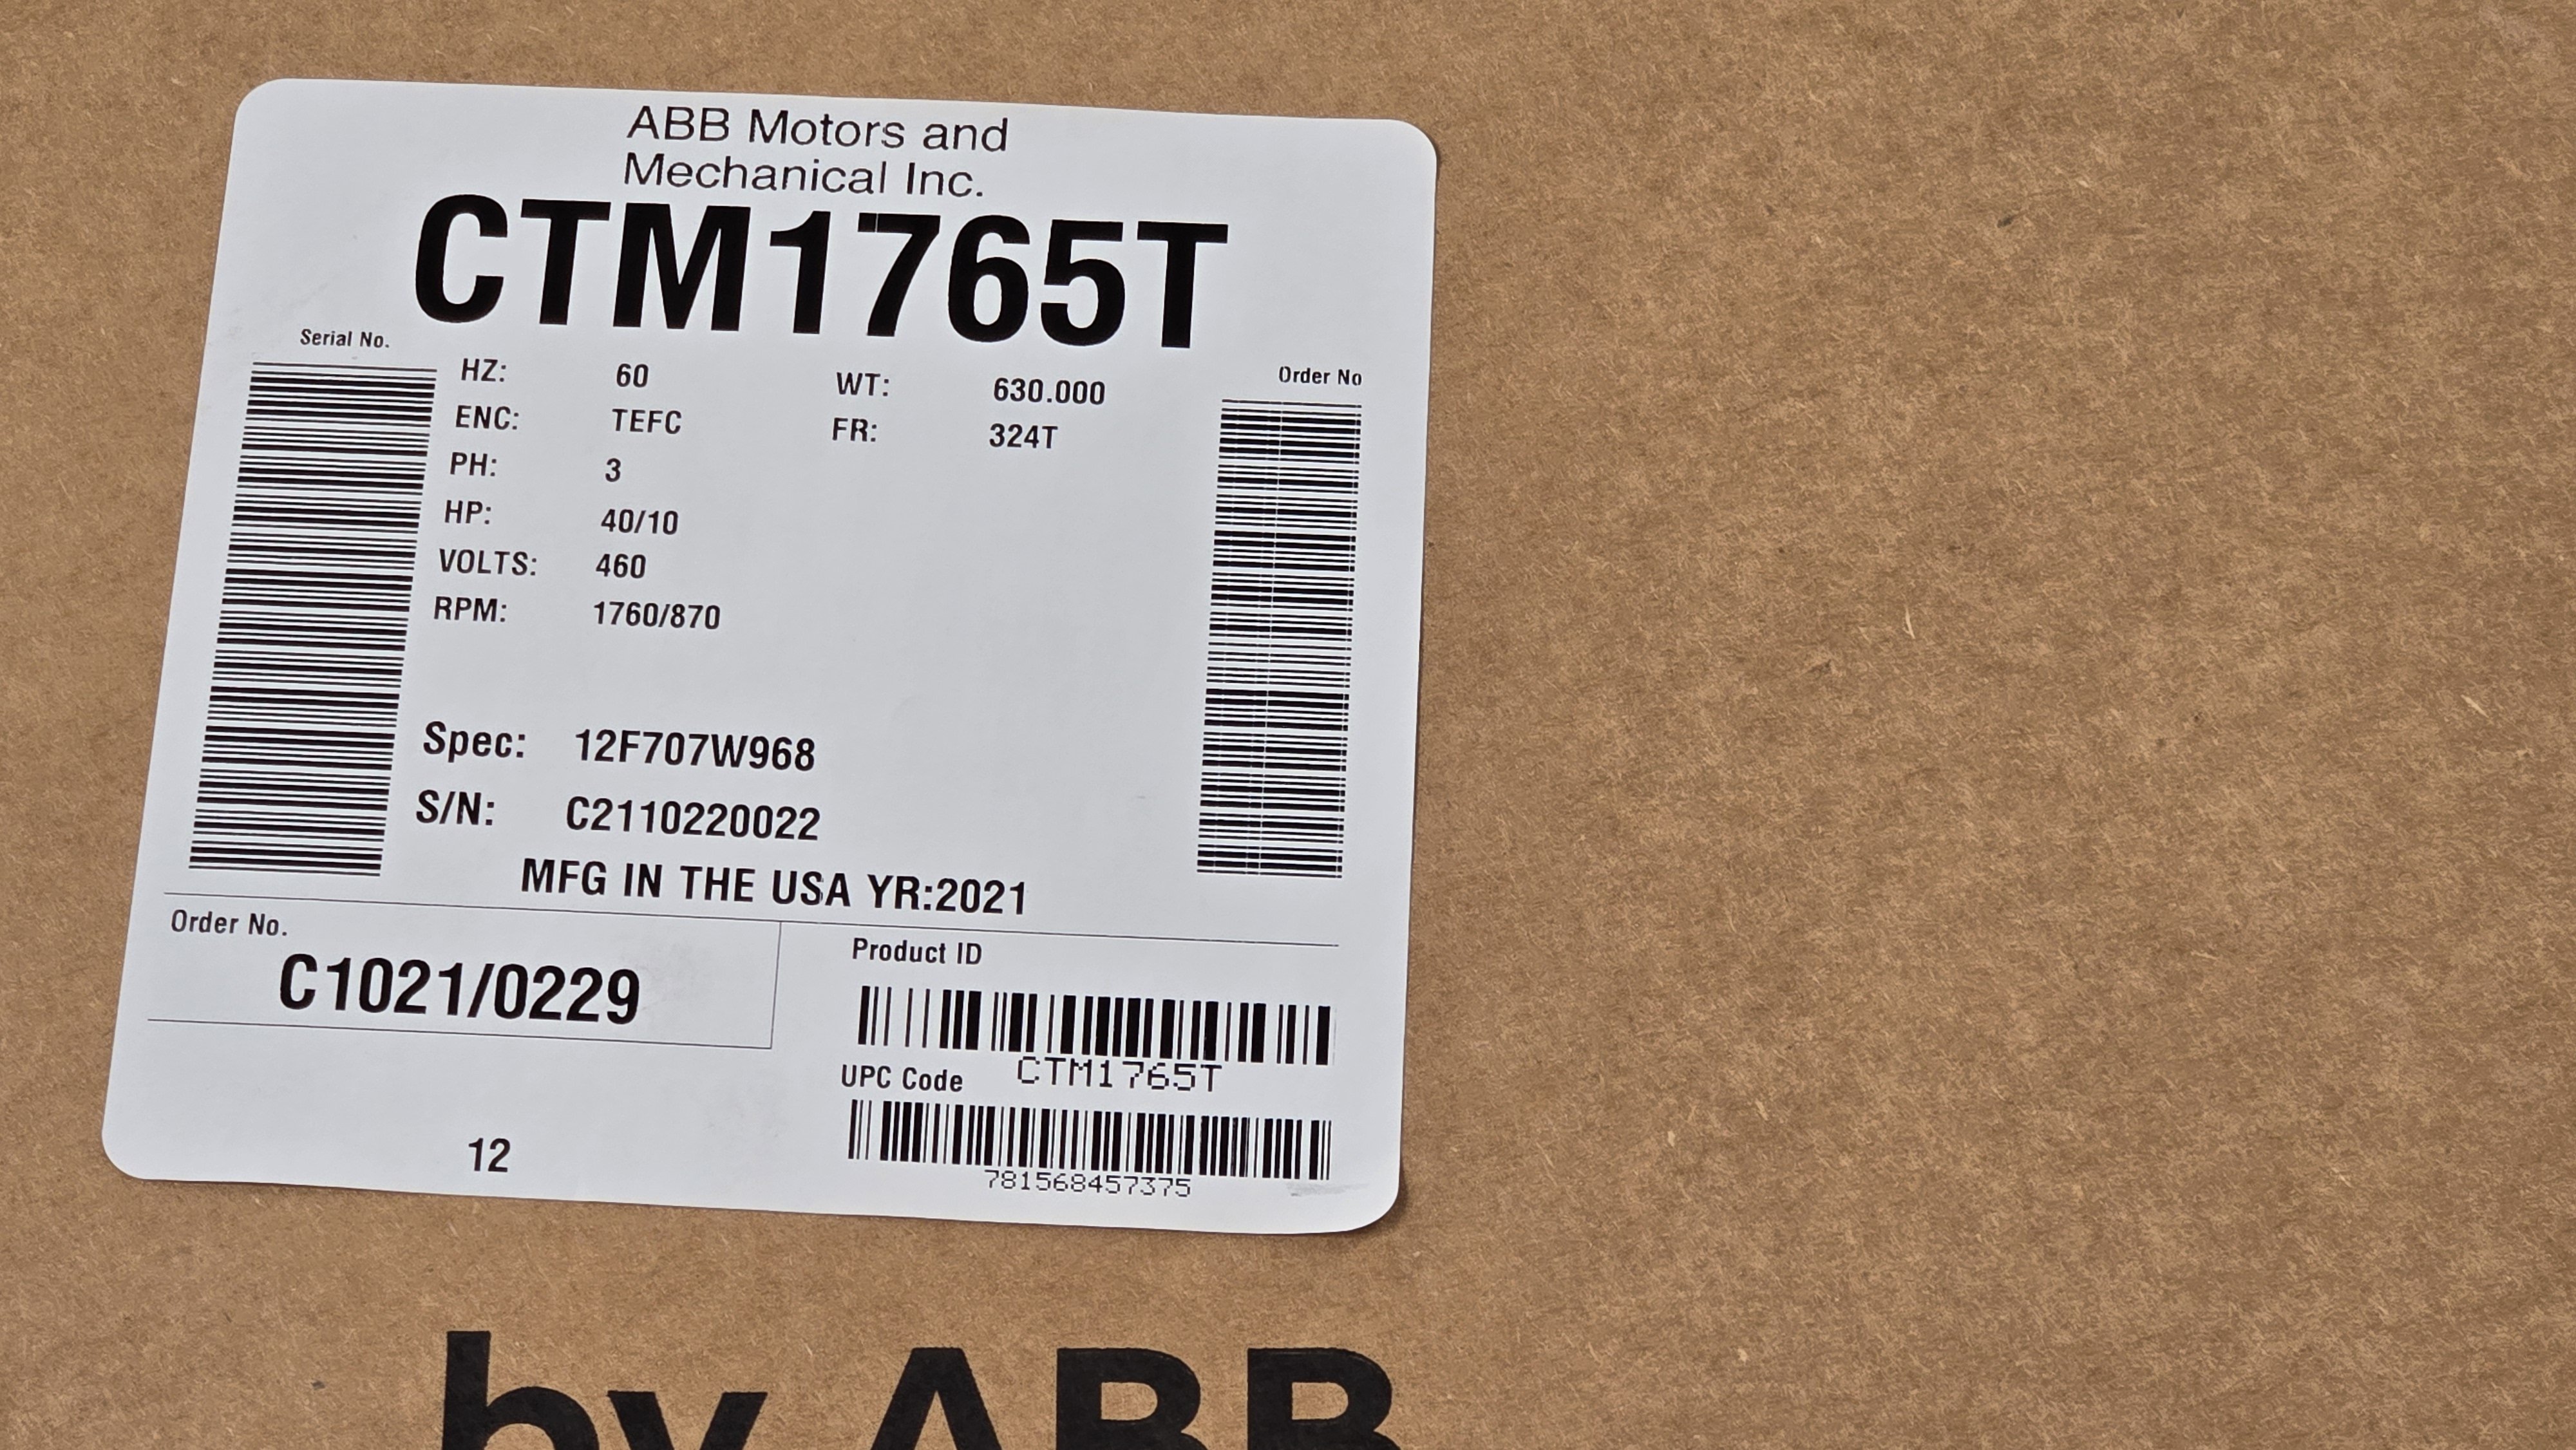 ABB Motors and
Mechanical Inc.
CTM1765T
Serial No.
Order No
HZ: 60 WT: 630.000
ENC: TEFC FR: 324T
PH: 3
HP: 40/10
VOLTS: 460
RPM: 1760/870
Spec: 12F707W968
S/N: C2110220022
MFG IN THE USA YR:2021
Order No.
C1021/0229
Product ID
CTM1765T
UPC Code
781568457375
12
by ABB